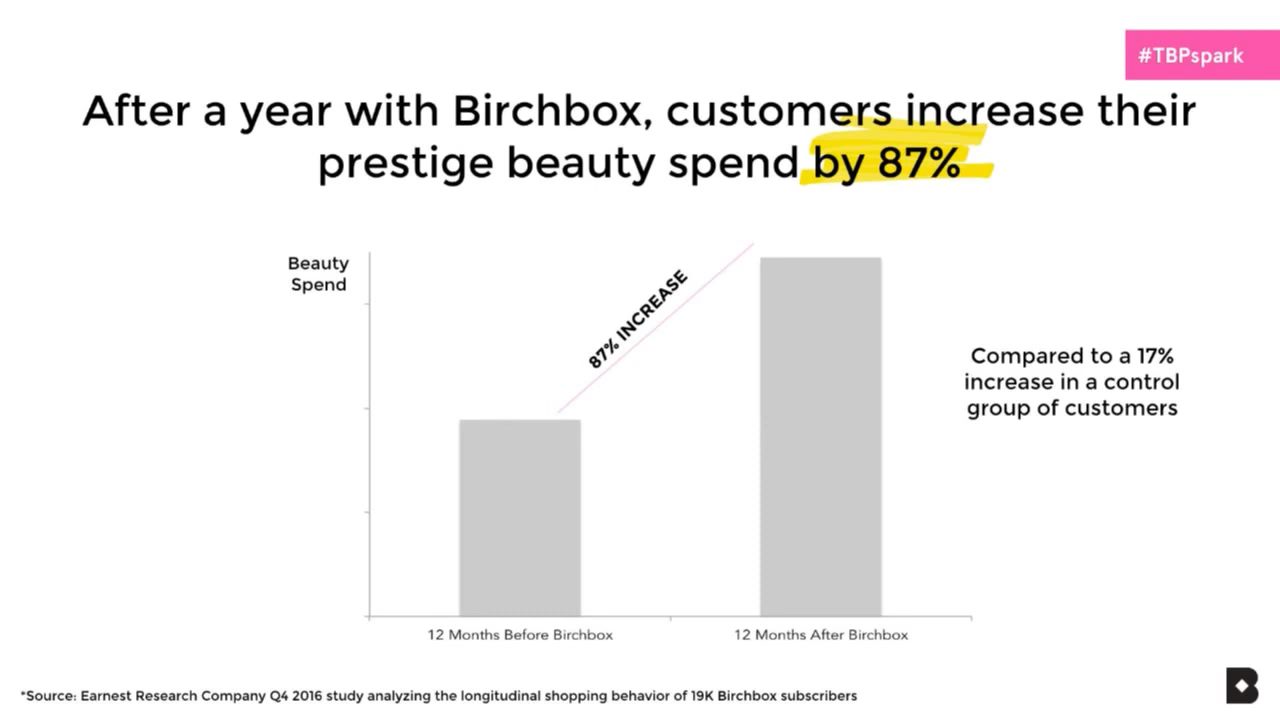 #TBPspark
After a year with Birchbox, customers increase their
prestige beauty spend by 87%
Beauty
Spend
87% INCREASE
Compared to a 17%
increase in a control
group of customers
12 Months Before Birchbox
12 Months After Birchbox
*Source: Earnest Research Company Q4 2016 study analyzing the longitudinal shopping behavior of 19K Birchbox subscribers
B